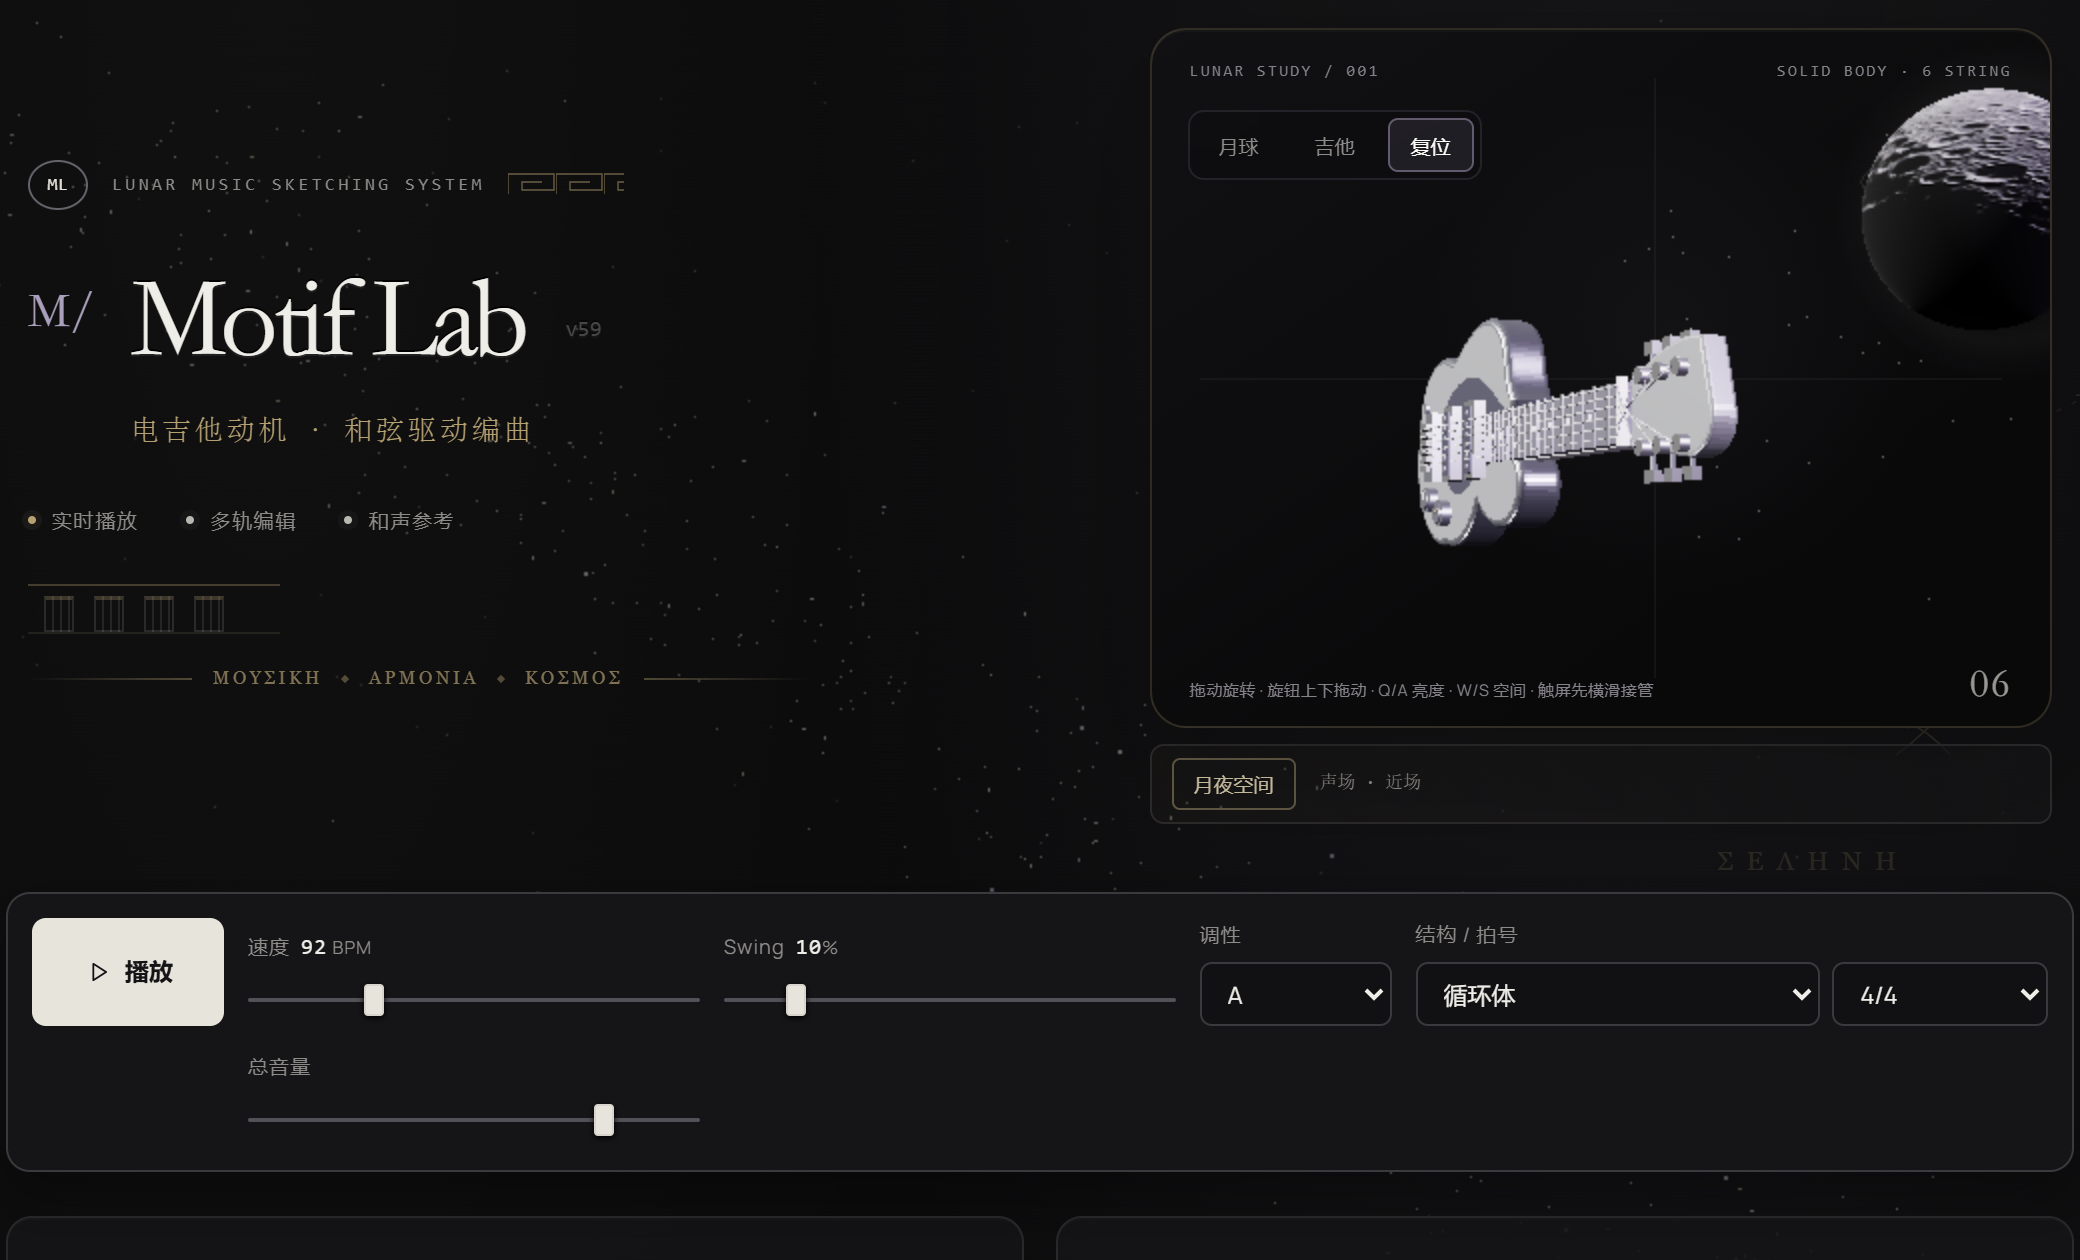 ML LUNAR MUSIC SKETCHING SYSTEM
M/ Motif Lab v59
电吉他动机 · 和弦驱动编曲
实时播放 多轨编辑 和声参考
ΜΟΥΣΙΚΗ ◆ ΑΡΜΟΝΙΑ ◆ ΚΟΣΜΟΣ
LUNAR STUDY / 001
SOLID BODY · 6 STRING
月球 吉他 复位
拖动旋转 · 旋钮上下拖动 · Q/A 亮度 · W/S 空间 · 触屏先横滑接管
06
月夜空间 声场 · 近场
ΣΕΛΗΝΗ
播放
速度 92 BPM
Swing 10%
调性
A
结构 / 拍号
循环体
4/4
总音量